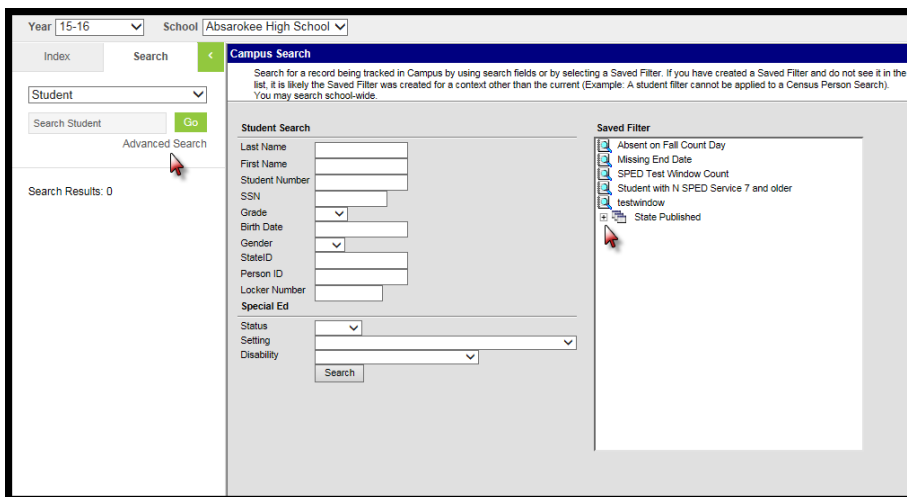 Year 15-16 School Absarokee High School
Index Search <
Student
Search Student Go
Advanced Search
Search Results: 0
Campus Search
Search for a record being tracked in Campus by using search fields or by selecting a Saved Filter. If you have created a Saved Filter and do not see it in the
list, it is likely the Saved Filter was created for a context other than the current (Example: A student filter cannot be applied to a Census Person Search).
You may search school-wide.
Student Search
Last Name
First Name
Student Number
SSN
Grade
Birth Date
Gender
StateID
Person ID
Locker Number
Special Ed
Status
Setting
Disability
Search
Saved Filter
Absent on Fall Count Day
Missing End Date
SPED Test Window Count
Student with N SPED Service 7 and older
testwindow
State Published